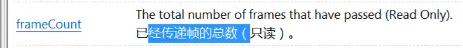 frameCount
The total number of frames that have passed (Read Only).
已经传递帧的总数（只读）。